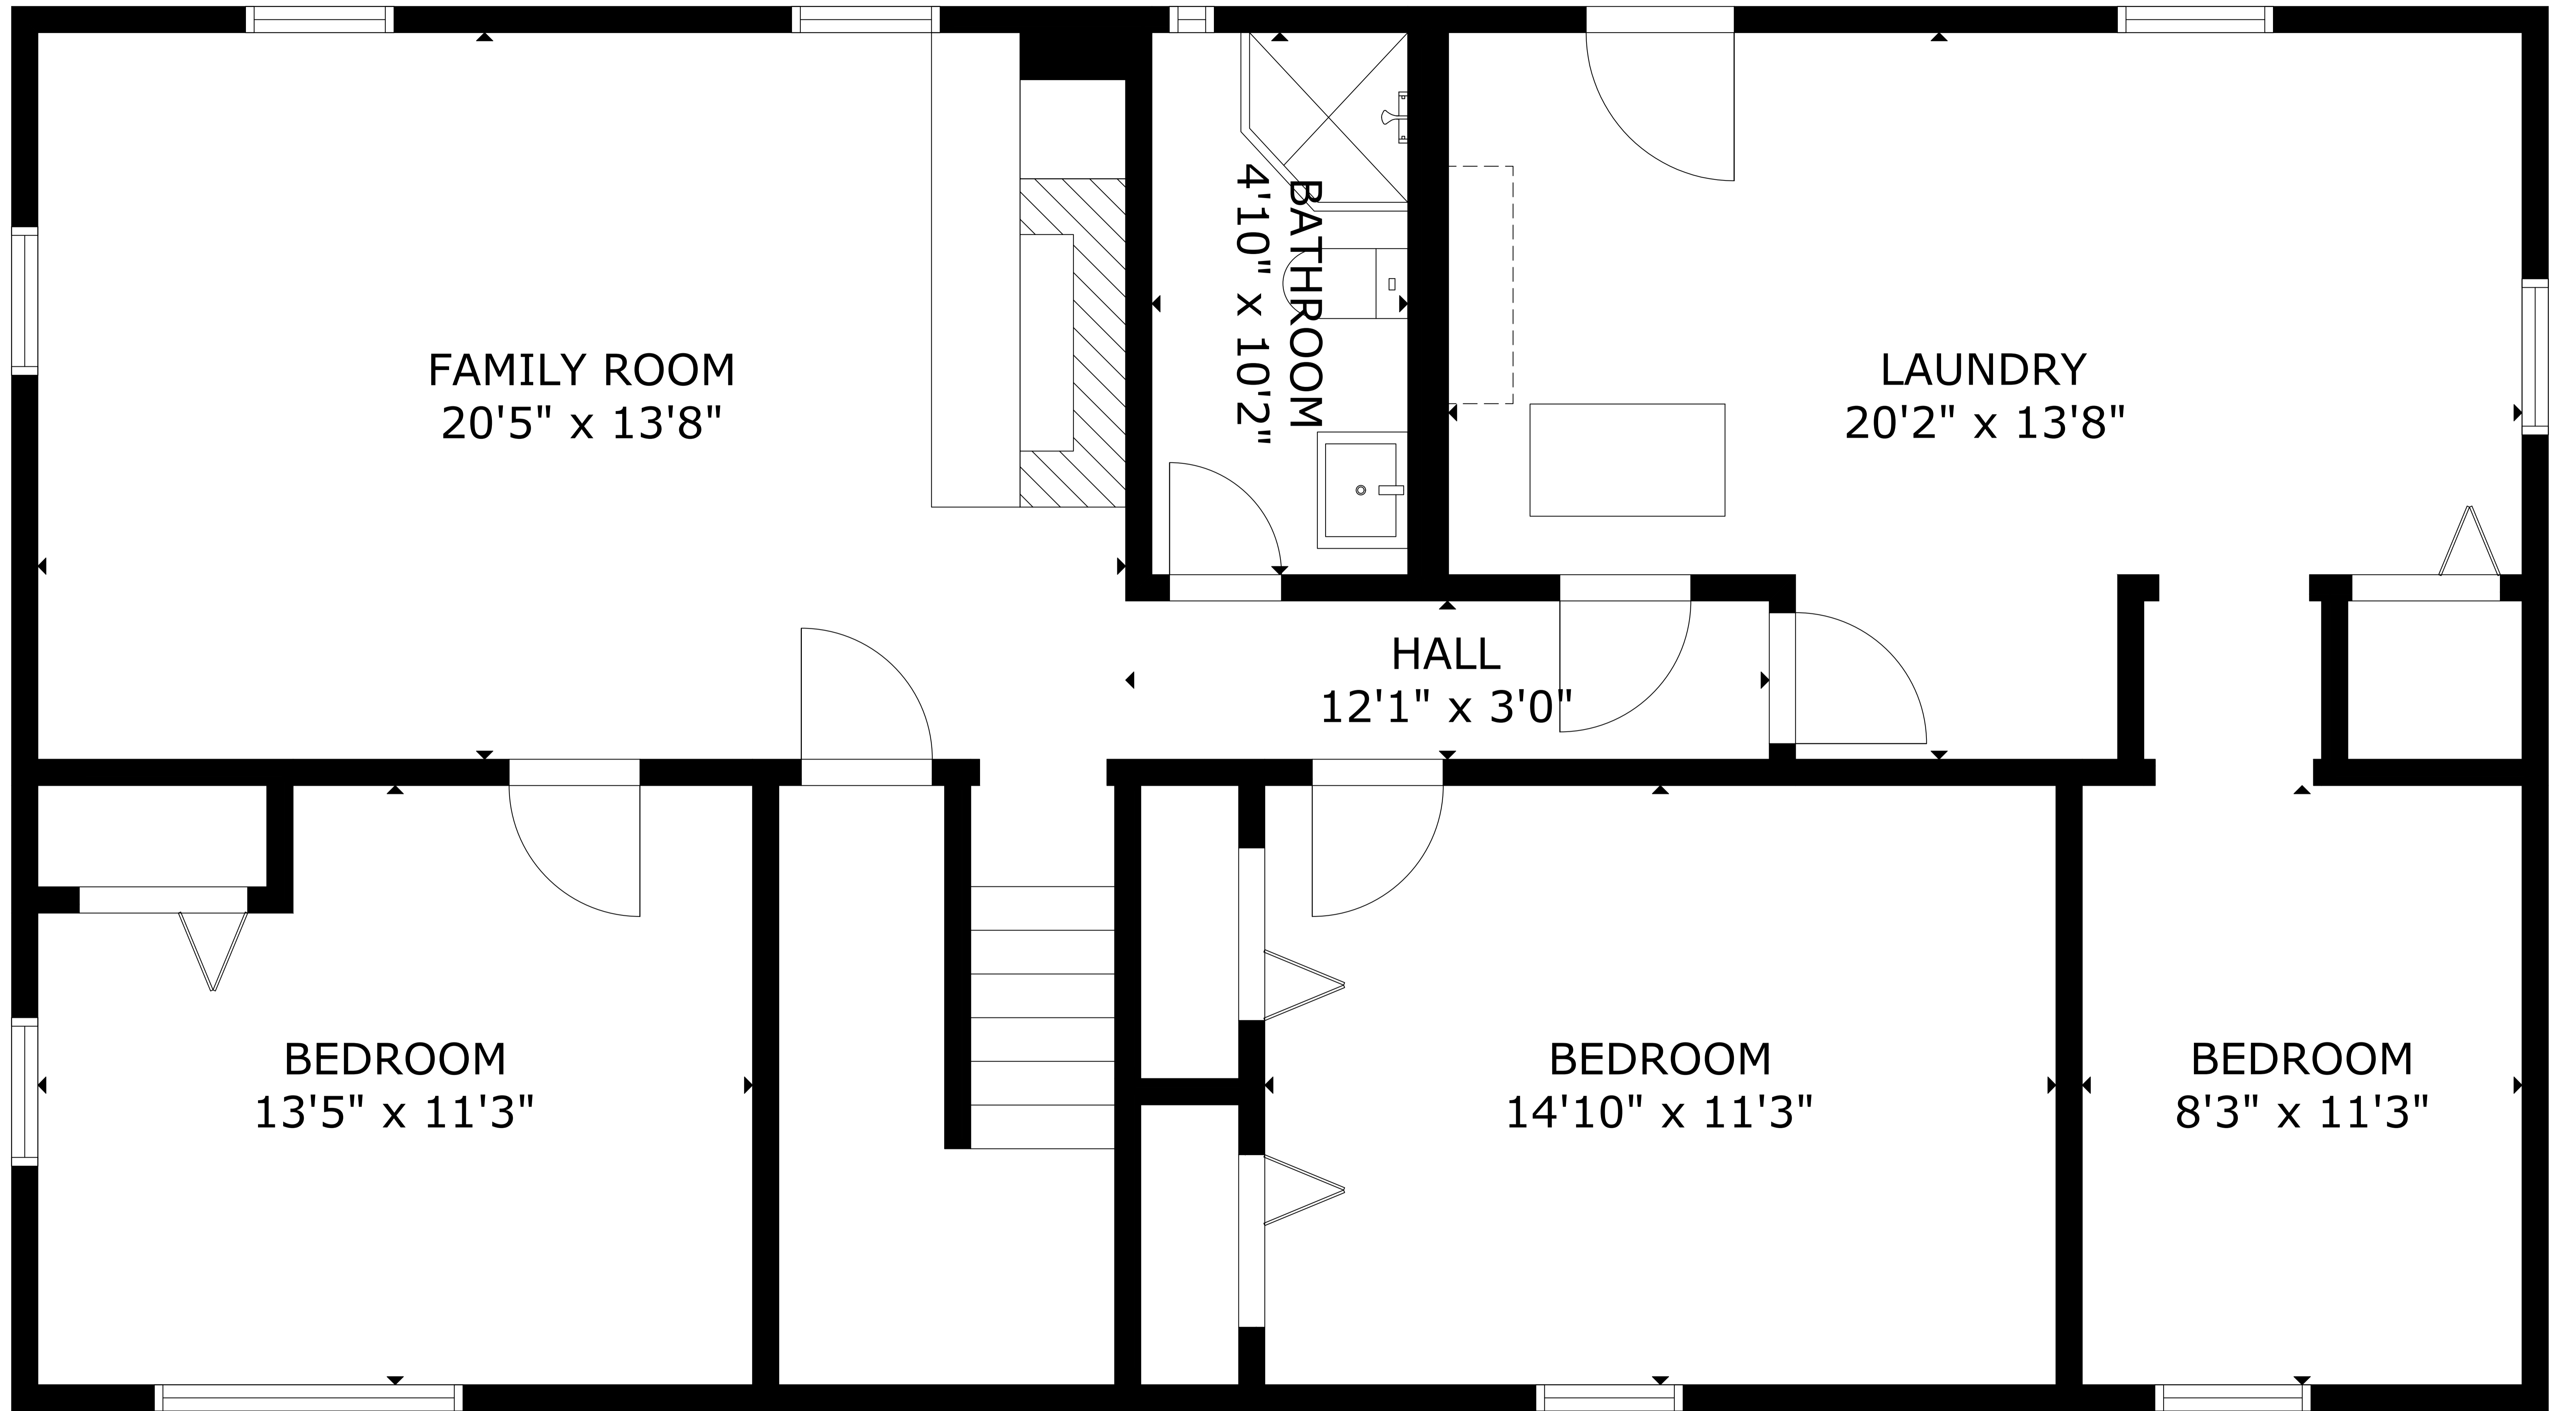 FAMILY ROOM
20'5" x 13'8"
BATHROOM
4'10" x 10'2"
LAUNDRY
20'2" x 13'8"
HALL
12'1" x 3'0"
BEDROOM
13'5" x 11'3"
BEDROOM
14'10" x 11'3"
BEDROOM
8'3" x 11'3"